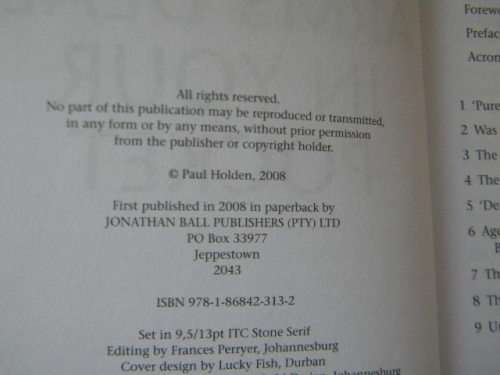 All rights reserved.
No part of this publication may be reproduced or transmitted,
in any form or by any means, without prior permission
from the publisher or copyright holder.
© Paul Holden, 2008
First published in 2008 in paperback by
JONATHAN BALL PUBLISHERS (PTY) LTD
PO Box 33977
Jeppestown
2043
ISBN 978-1-86842-313-2
Set in 9,5/13pt ITC Stone Serif
Editing by Frances Perryer, Johannesburg
Cover design by Lucky Fish, Durban
Johannesburg
Forewo
Prefac
Acron
1 'Pure
2 Was
3 The
4 The
5 'De
6 Age
7 Th
8 Th
9 U